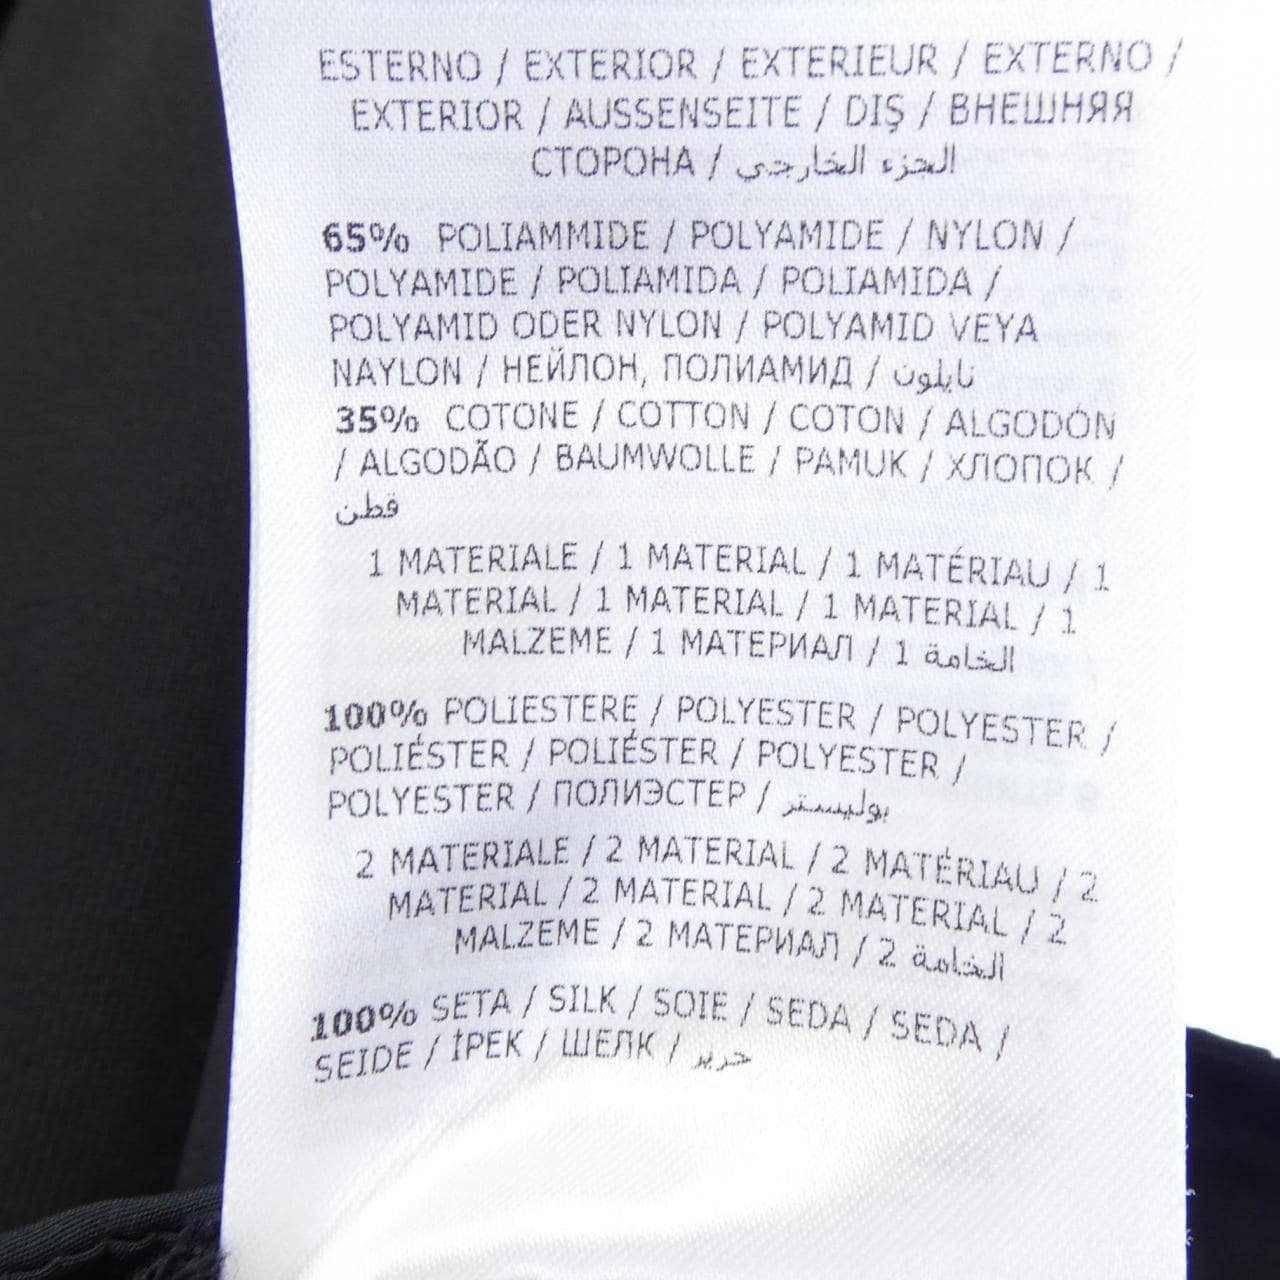 ESTERNO / EXTERIOR / EXTERIEUR / EXTERNO /
EXTERIOR / AUSSENSEITE / DIŞ / ВНЕШНЯЯ
СТОРОНА / الجزء الخارجي
65% POLIAMMIDE / POLYAMIDE / NYLON /
POLYAMIDE / POLIAMIDA / POLIAMIDA /
POLYAMID ODER NYLON / POLYAMID VEYA
NAYLON / НЕЙЛОН, ПОЛИАМИД / نايلون
35% COTONE / COTTON / COTON / ALGODÓN
/ ALGODÃO / BAUMWOLLE / PAMUK / ХЛОПОК /
قطن
1 MATERIALE / 1 MATERIAL / 1 MATÉRIAU / 1
MATERIAL / 1 MATERIAL / 1 MATERIAL / 1
MALZEME / 1 МАТЕРИАЛ / 1 الخامة
100% POLIESTERE / POLYESTER / POLYESTER /
POLIÉSTER / POLIÉSTER / POLYESTER /
POLYESTER / ПОЛИЭСТЕР / بوليستر
2 MATERIALE / 2 MATERIAL / 2 MATÉRIAU / 2
MATERIAL / 2 MATERIAL / 2 MATERIAL / 2
MALZEME / 2 МАТЕРИАЛ / 2 الخامة
100% SETA / SILK / SOIE / SEDA / SEDA /
SEIDE / İPEK / ШЕЛК / حرير